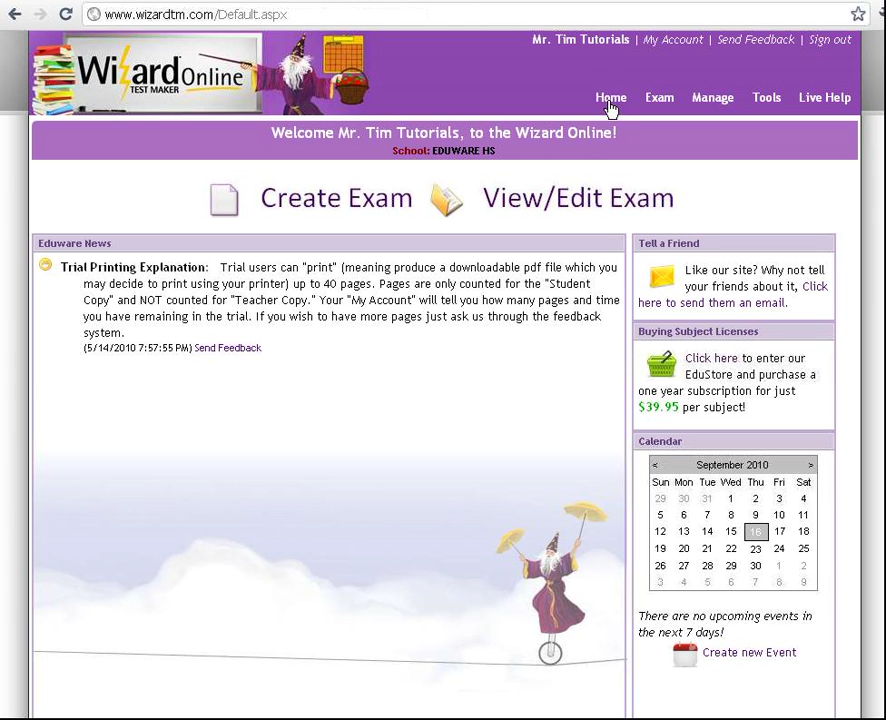 www.wizardtm.com/Default.aspx
Mr. Tim Tutorials | My Account | Send Feedback | Sign out
Wizard Online
TEST MAKER
Home Exam Manage Tools Live Help
Welcome Mr. Tim Tutorials, to the Wizard Online!
School: EDUWARE HS
Create Exam View/Edit Exam
Eduware News
Trial Printing Explanation: Trial users can "print" (meaning produce a downloadable pdf file which you
may decide to print using your printer) up to 40 pages. Pages are only counted for the "Student
Copy" and NOT counted for "Teacher Copy." Your "My Account" will tell you how many pages and time
you have remaining in the trial. If you wish to have more pages just ask us through the feedback
system.
(5/14/2010 7:57:55 PM) Send Feedback
Tell a Friend
Like our site? Why not tell
your friends about it, Click
here to send them an email.
Buying Subject Licenses
Click here to enter our
EduStore and purchase a
one year subscription for just
$39.95 per subject!
Calendar
< September 2010 >
Sun Mon Tue Wed Thu Fri Sat
29 30 31 1 2 3 4
5 6 7 8 9 10 11
12 13 14 15 16 17 18
19 20 21 22 23 24 25
26 27 28 29 30 1 2
3 4 5 6 7 8 9
There are no upcoming events in
the next 7 days!
Create new Event